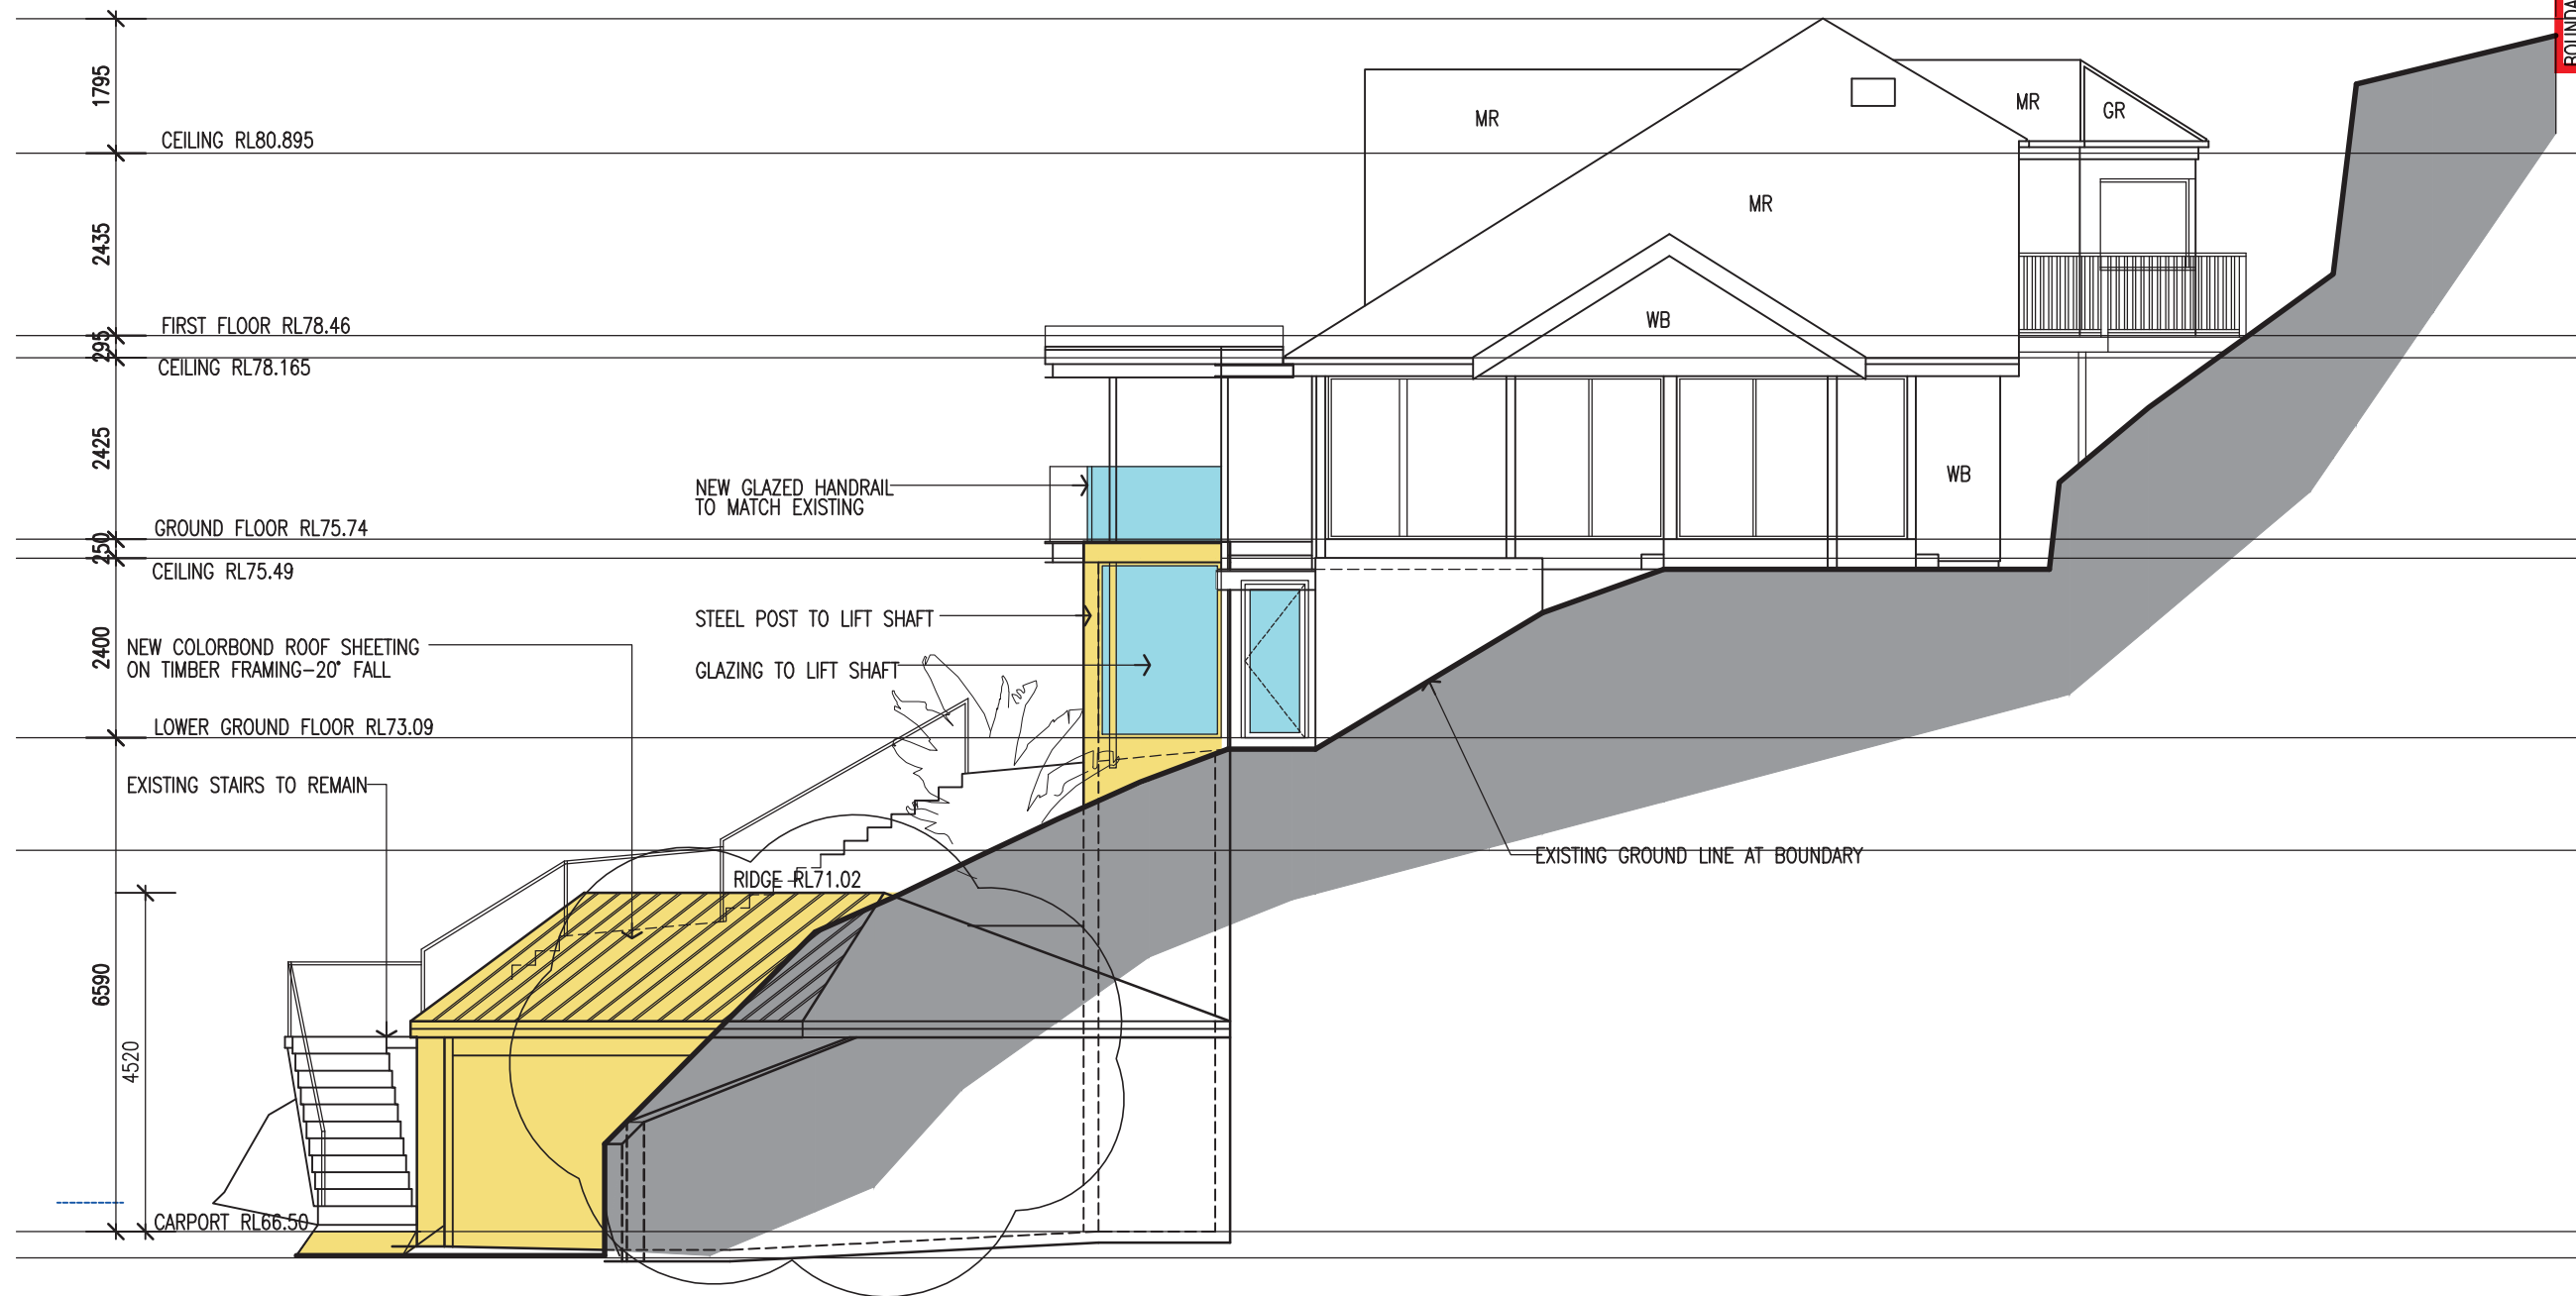 BOUNDA
1795
CEILING RL80.895
MR
MR
GR
MR
2435
FIRST FLOOR RL78.46
295
CEILING RL78.165
WB
2425
NEW GLAZED HANDRAIL
TO MATCH EXISTING
WB
GROUND FLOOR RL75.74
250
CEILING RL75.49
STEEL POST TO LIFT SHAFT
2400
NEW COLORBOND ROOF SHEETING
ON TIMBER FRAMING-20° FALL
GLAZING TO LIFT SHAFT
LOWER GROUND FLOOR RL73.09
EXISTING STAIRS TO REMAIN
EXISTING GROUND LINE AT BOUNDARY
RIDGE RL71.02
6590
4520
CARPORT RL66.50